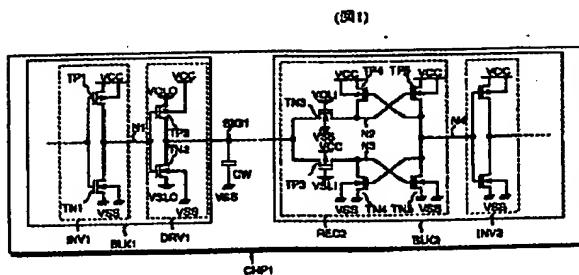 (図1)
TP1
VCC
TN1
VSS
INV1
BLK1
N1
VCC
VCLO
TP2
TN2
VSLO
VSS
DRV1
SIG1
CW
VSS
TN3
VCLI
VSS
VCC
TP3
VSLI
VCC
TP4
TP5
VCC
N2
N3
VSS
TN4
TN5
VSS
REC2
BLK2
N4
VCC
VSS
INV3
CHP1